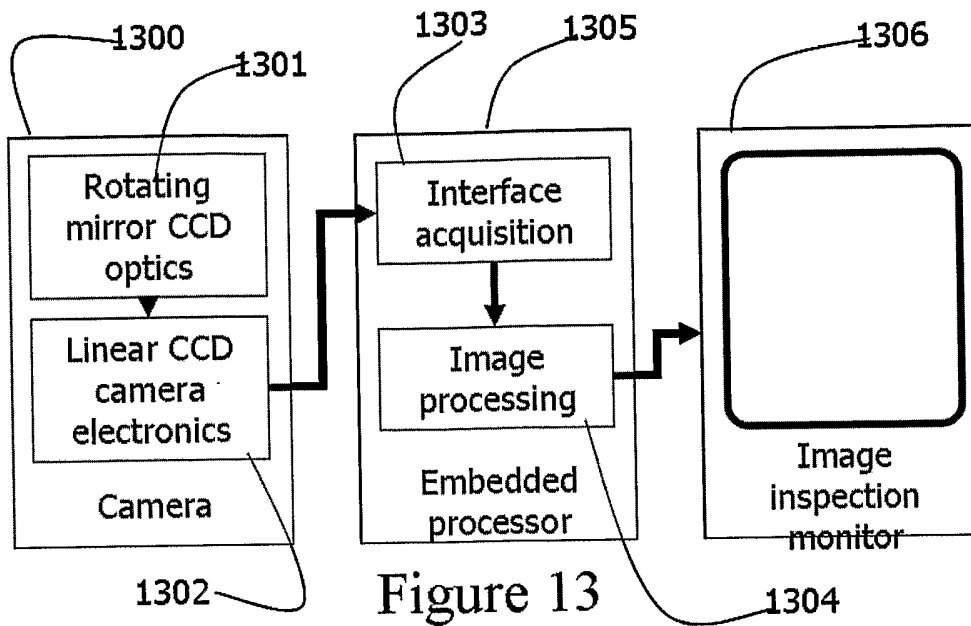 1300
1301
1303
1305
1306
Rotating
mirror CCD
optics
Linear CCD
camera
electronics
Camera
Interface
acquisition
Image
processing
Embedded
processor
Image
inspection
monitor
1302
Figure 13
1304